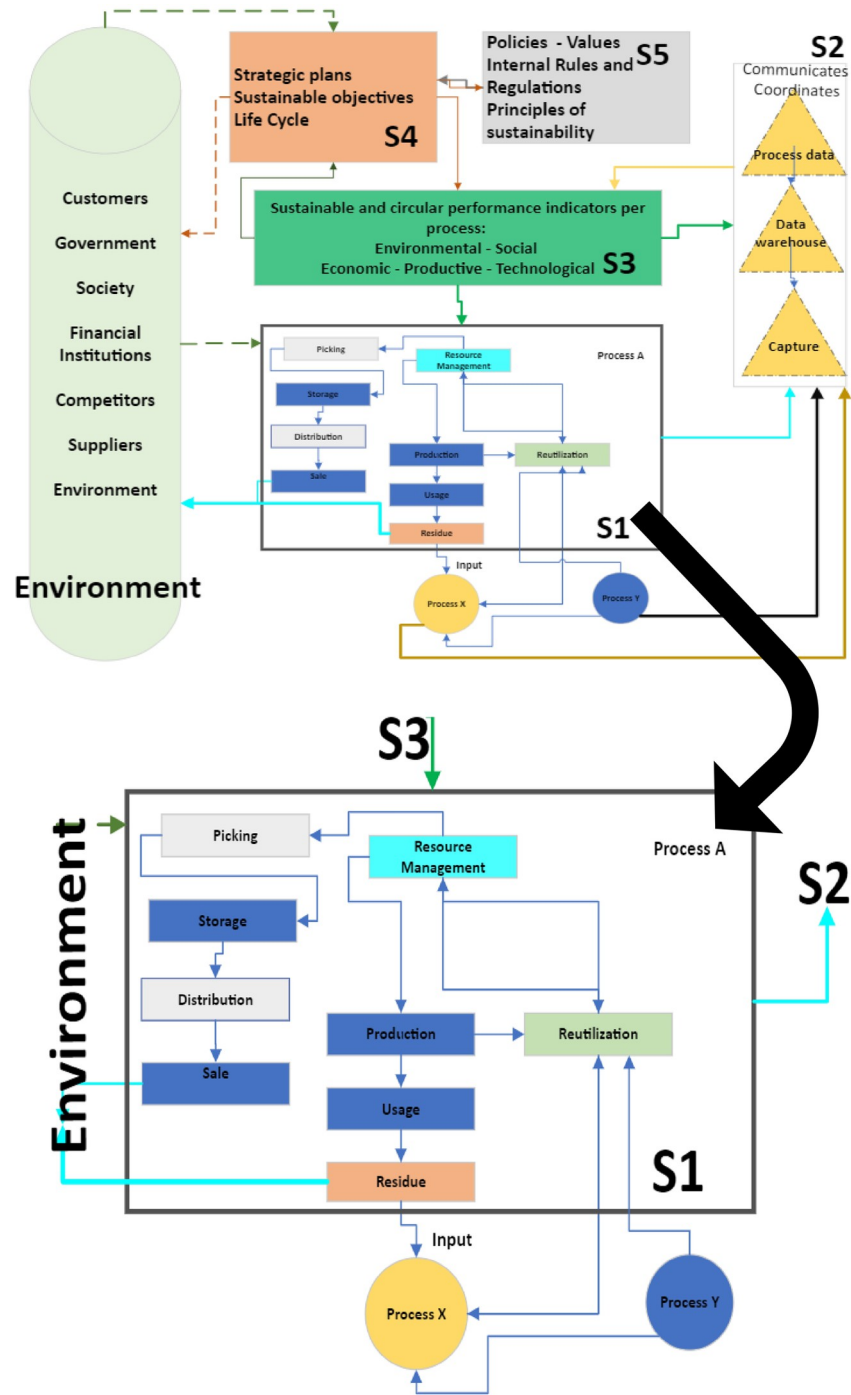 Strategic plans
Sustainable objectives
Life Cycle
S4
Policies - Values
Internal Rules and
Regulations
Principles of
sustainability
S5
S2
Communicates
Coordinates
Process data
Data
warehouse
Capture
Customers
Government
Society
Financial
Institutions
Competitors
Suppliers
Environment
Environment
Sustainable and circular performance indicators per
process:
Environmental - Social
Economic - Productive - Technological
S3
Picking
Resource
Management
Process A
Storage
Distribution
Sale
Production
Reutilization
Usage
Residue
S1
Input
Process X
Process Y
S3
Environment
Picking
Resource
Management
Process A
Storage
S2
Distribution
Production
Reutilization
Sale
Usage
Residue
S1
Input
Process X
Process Y